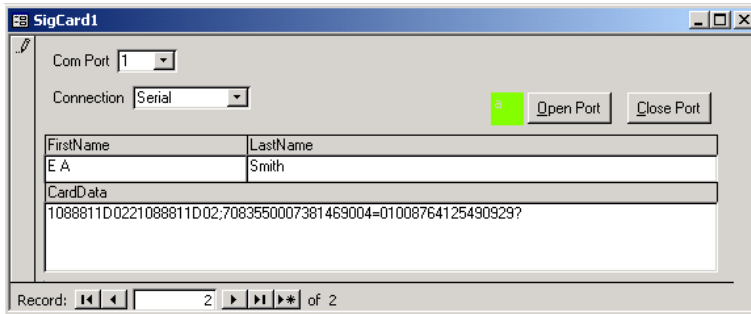 SigCard1
Com Port 1
Connection Serial
a Open Port Close Port
FirstName LastName
E A Smith
CardData
1088811D0221088811D02;7083550007381469004=01008764125490929?
Record: 2 of 2